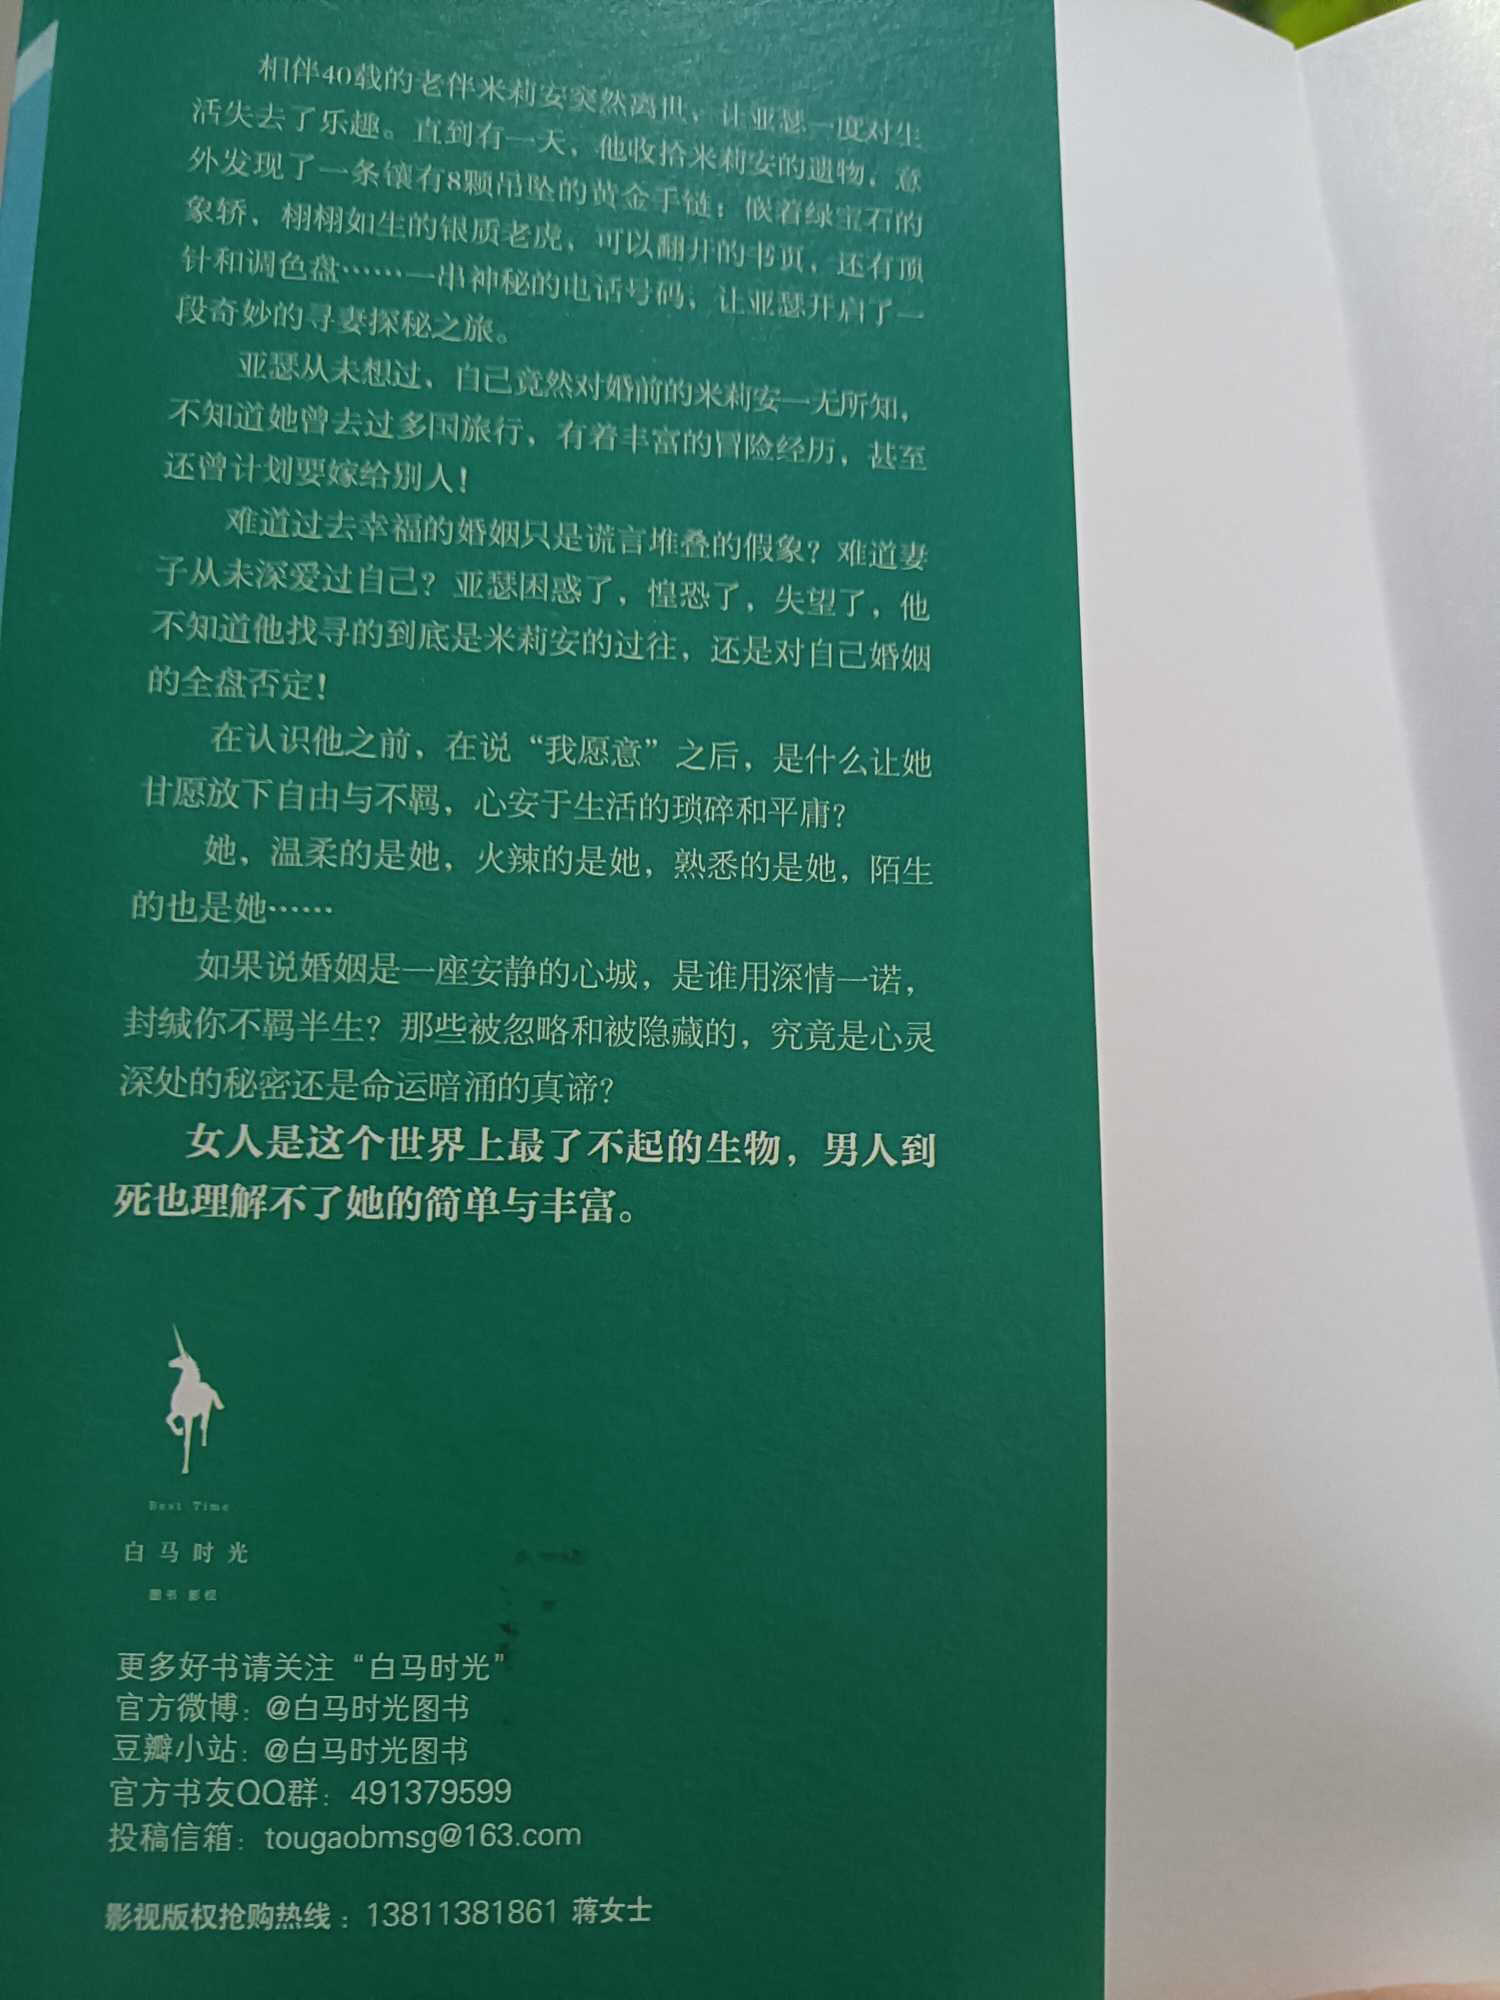 相伴40载的老伴米莉安突然离世，让亚瑟一度对生
活失去了乐趣。直到有一天，他收拾米莉安的遗物，意
外发现了一条镶有8颗吊坠的黄金手链：嵌着绿宝石的
象轿，栩栩如生的银质老虎，可以翻开的书页，还有顶
针和调色盘……一串神秘的电话号码，让亚瑟开启了一
段奇妙的寻妻探秘之旅。
亚瑟从未想过，自己竟然对婚前的米莉安一无所知，
不知道她曾去过多国旅行，有着丰富的冒险经历，甚至
还曾计划要嫁给别人！
难道过去幸福的婚姻只是谎言堆叠的假象？难道妻
子从未深爱过自己？亚瑟困惑了，惶恐了，失望了，他
不知道他找寻的到底是米莉安的过往，还是对自己婚姻
的全盘否定！
在认识他之前，在说“我愿意”之后，是什么让她
甘愿放下自由与不羁，心安于生活的琐碎和平庸？
她，温柔的是她，火辣的是她，熟悉的是她，陌生
的也是她……
如果说婚姻是一座安静的心城，是谁用深情一诺，
封缄你不羁半生？那些被忽略和被隐藏的，究竟是心灵
深处的秘密还是命运暗涌的真谛？
女人是这个世界上最了不起的生物，男人到
死也理解不了她的简单与丰富。
Best Time
白马时光
图书 影视
更多好书请关注“白马时光”
官方微博：@白马时光图书
豆瓣小站：@白马时光图书
官方书友QQ群：491379599
投稿信箱：tougaobmsg@163.com
影视版权抢购热线：13811381861 蒋女士